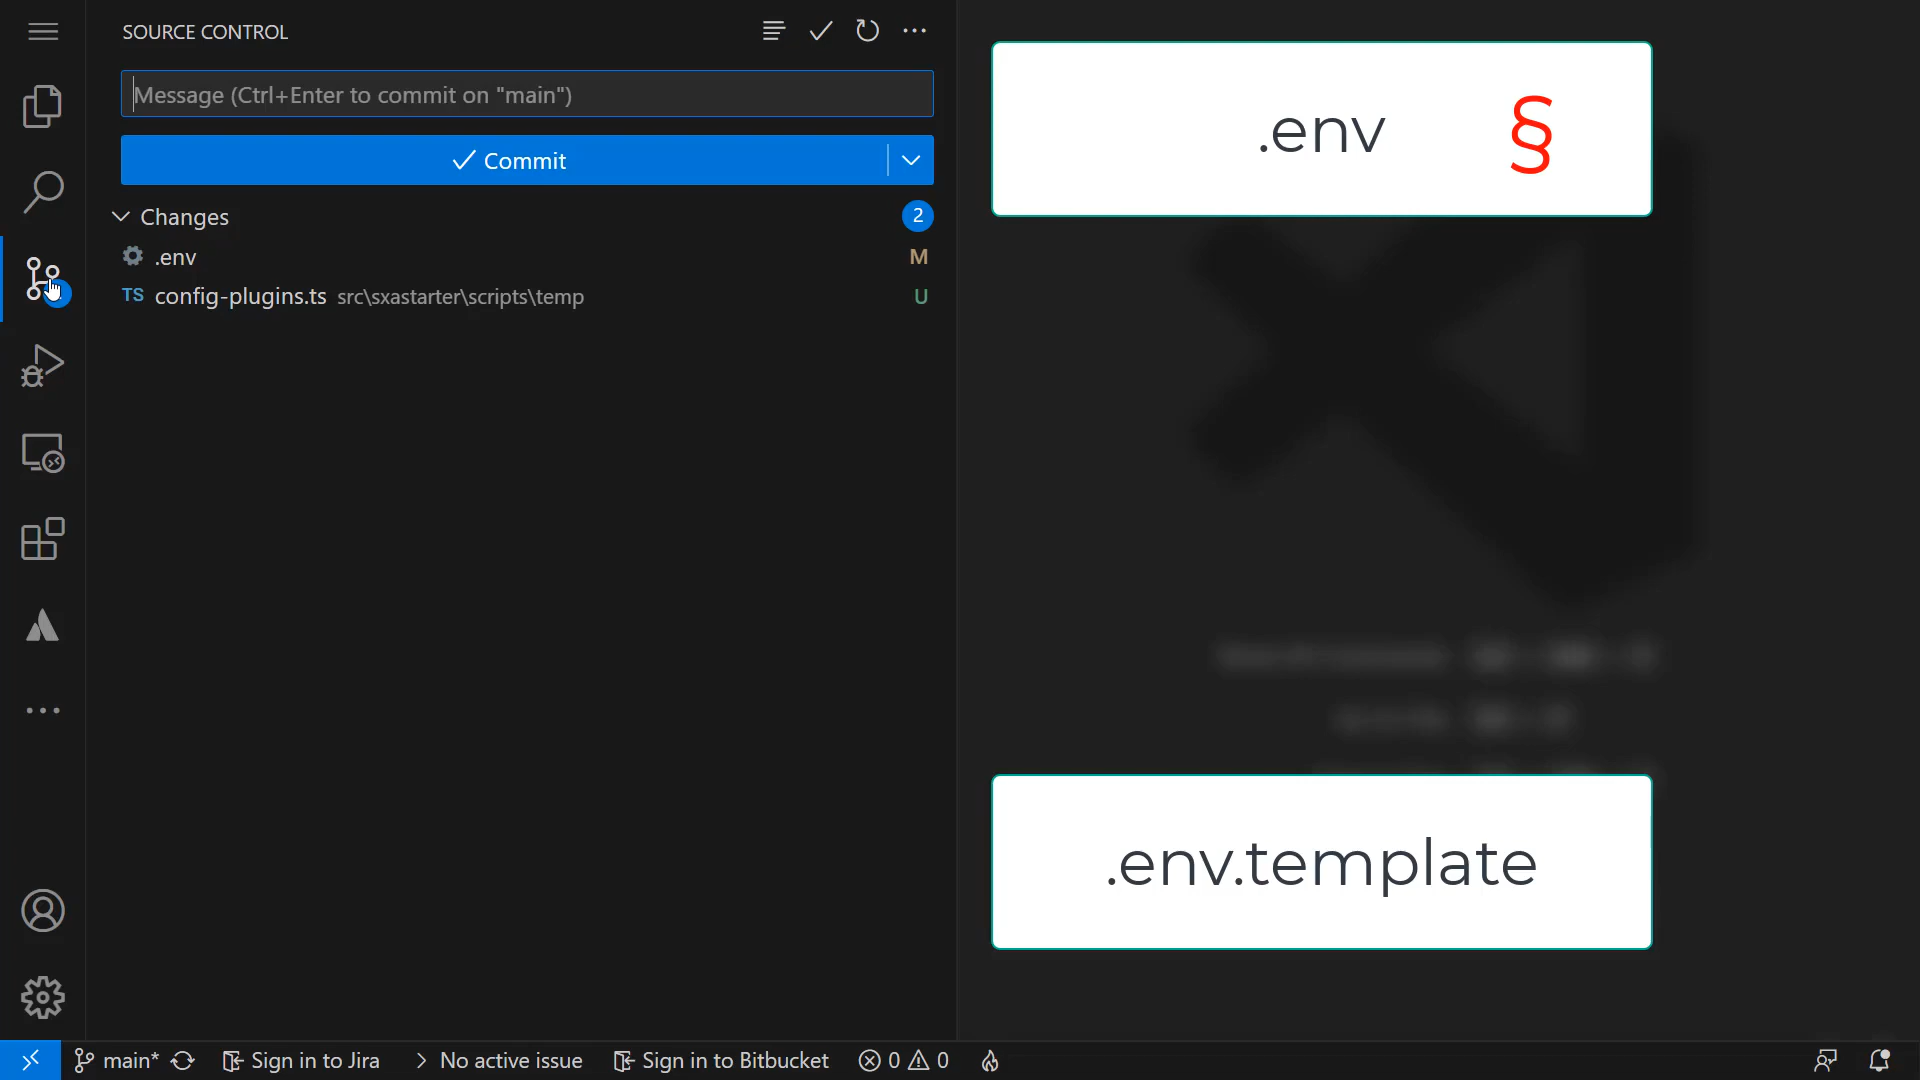 SOURCE CONTROL
Message (Ctrl+Enter to commit on "main")
Commit
Changes 2
.env M
TS config-plugins.ts src\sxastarter\scripts\temp U
.env §
.env.template
main* Sign in to Jira No active issue Sign in to Bitbucket 0 0